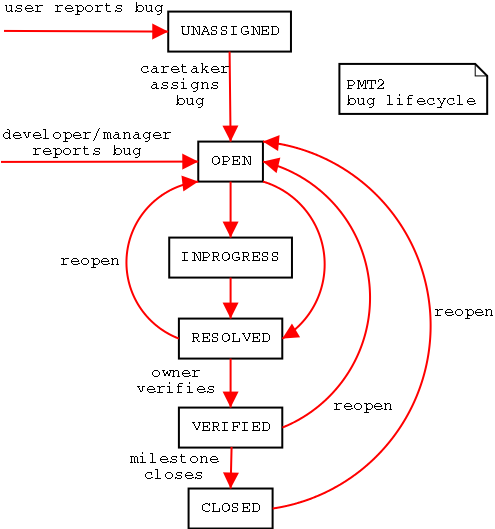 user reports bug
UNASSIGNED
caretaker
assigns
bug
PMT2
bug lifecycle
developer/manager
reports bug
OPEN
INPROGRESS
reopen
reopen
RESOLVED
owner
verifies
reopen
VERIFIED
milestone
closes
CLOSED